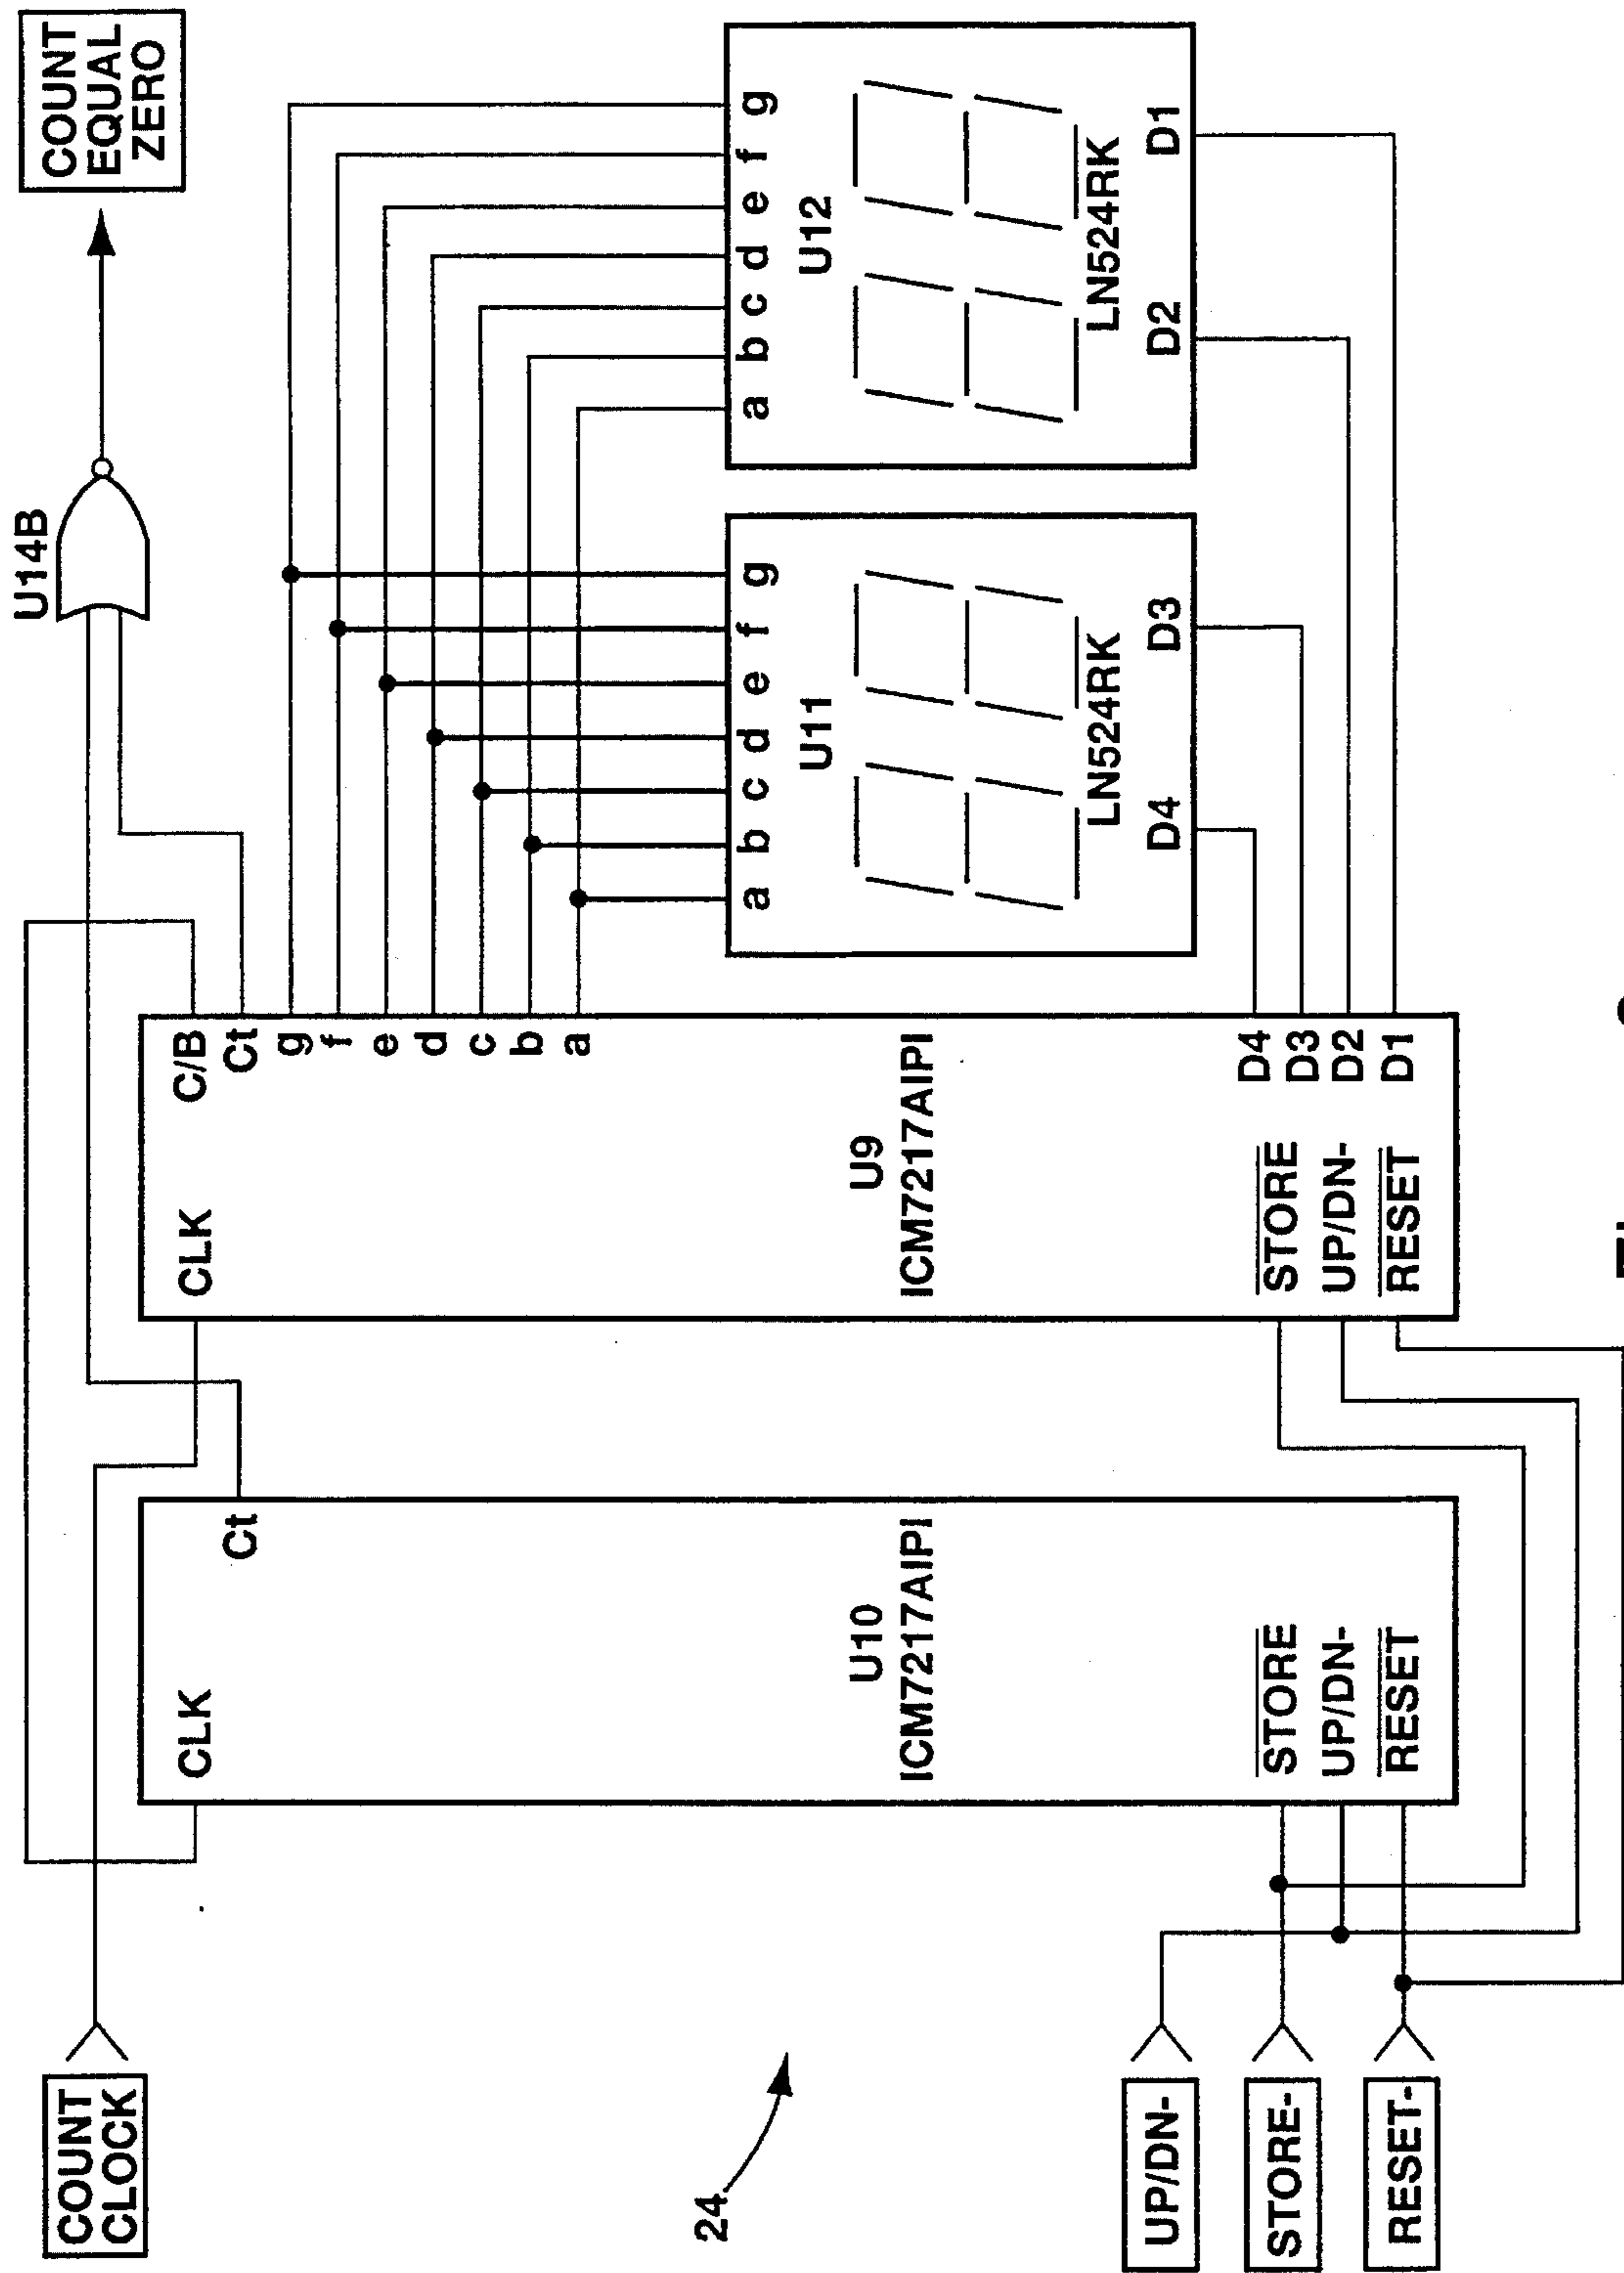 COUNT
CLOCK
COUNT
EQUAL
ZERO
U14B
CLK
Ct
U10
ICM7217AIPI
STORE
UP/DN-
RESET
CLK
C/B
Ct
g
f
e
d
c
b
a
U9
ICM7217AIPI
STORE
UP/DN-
RESET
D4
D3
D2
D1
a b c d e f g
U11
LN524RK
D4 D3
a b c d e f g
U12
LN524RK
D2 D1
24
UP/DN-
STORE-
RESET-